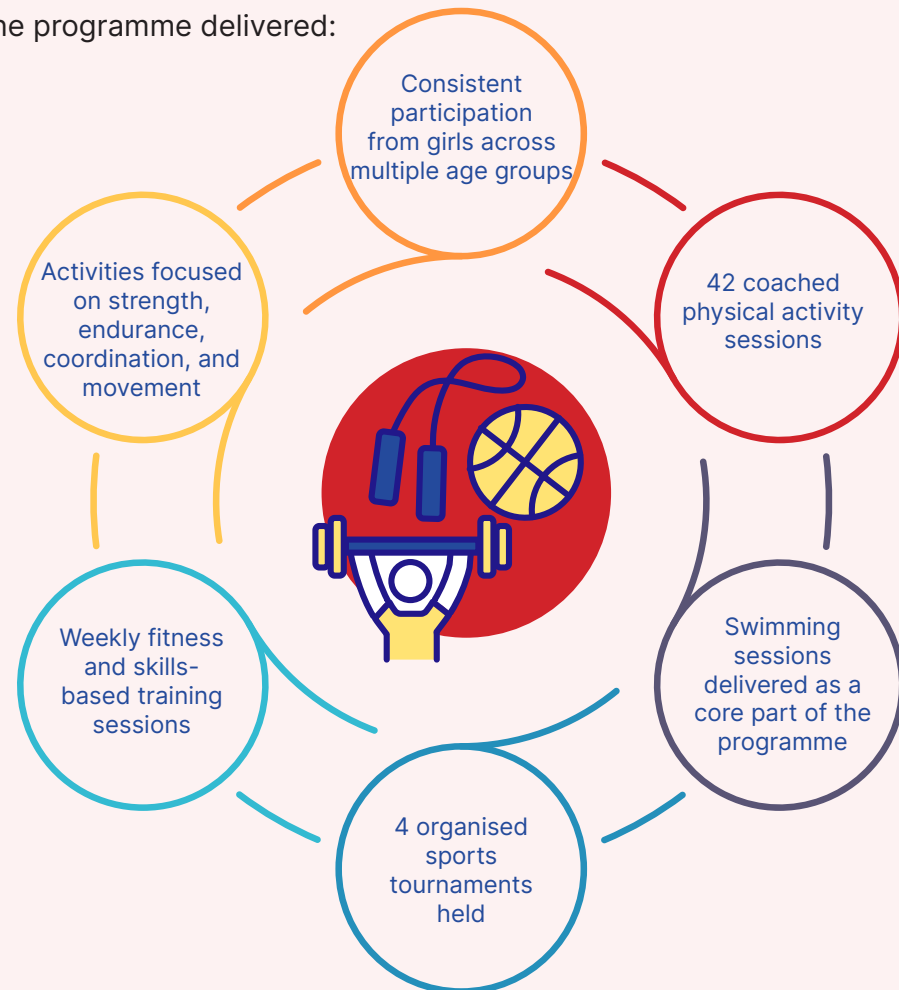 he programme delivered:
Consistent
participation
from girls across
multiple age groups
42 coached
physical activity
sessions
Swimming
sessions
delivered as a
core part of the
programme
4 organised
sports
tournaments
held
Weekly fitness
and skills-
based training
sessions
Activities focused
on strength,
endurance,
coordination, and
movement